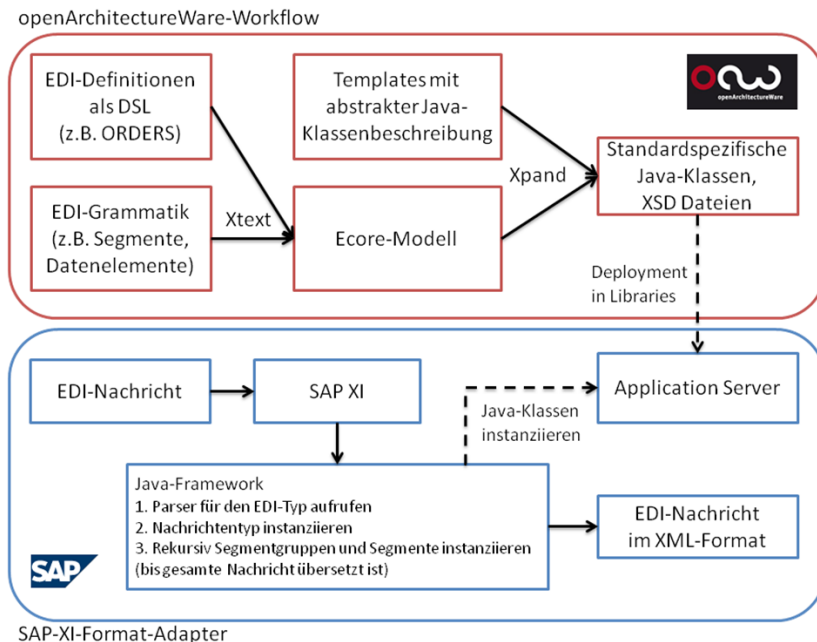 openArchitectureWare-Workflow
EDI-Definitionen
als DSL
(z.B. ORDERS)
Templates mit
abstrakter Java-
Klassenbeschreibung
oaw
openArchitectureWare
Standardspezifische
Java-Klassen,
XSD Dateien
Xpand
EDI-Grammatik
(z.B. Segmente,
Datenelemente)
Xtext
Ecore-Modell
Deployment
in Libraries
EDI-Nachricht
SAP XI
Java-Klassen
instanziieren
Application Server
Java-Framework
1. Parser für den EDI-Typ aufrufen
2. Nachrichtentyp instanziieren
3. Rekursiv Segmentgruppen und Segmente instanziieren
(bis gesamte Nachricht übersetzt ist)
EDI-Nachricht
im XML-Format
SAP
SAP-XI-Format-Adapter